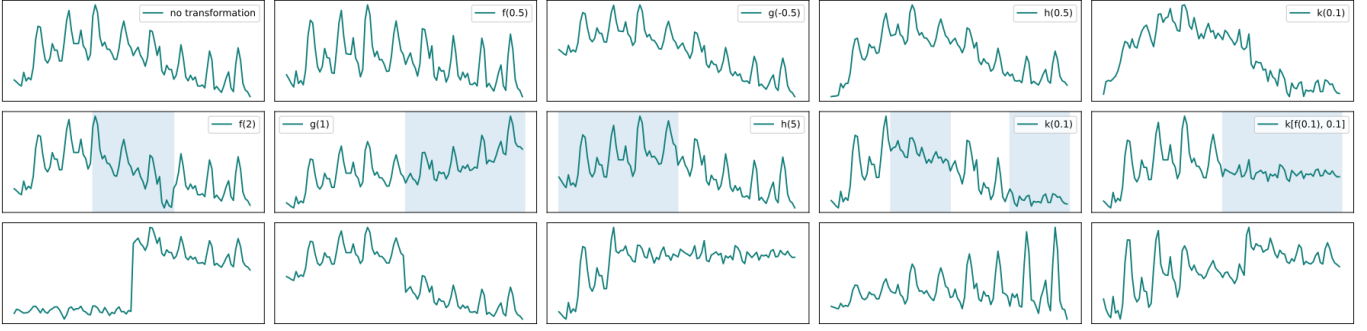 no transformation
f(0.5)
g(-0.5)
h(0.5)
k(0.1)
f(2)
g(1)
h(5)
k(0.1)
k[f(0.1), 0.1]